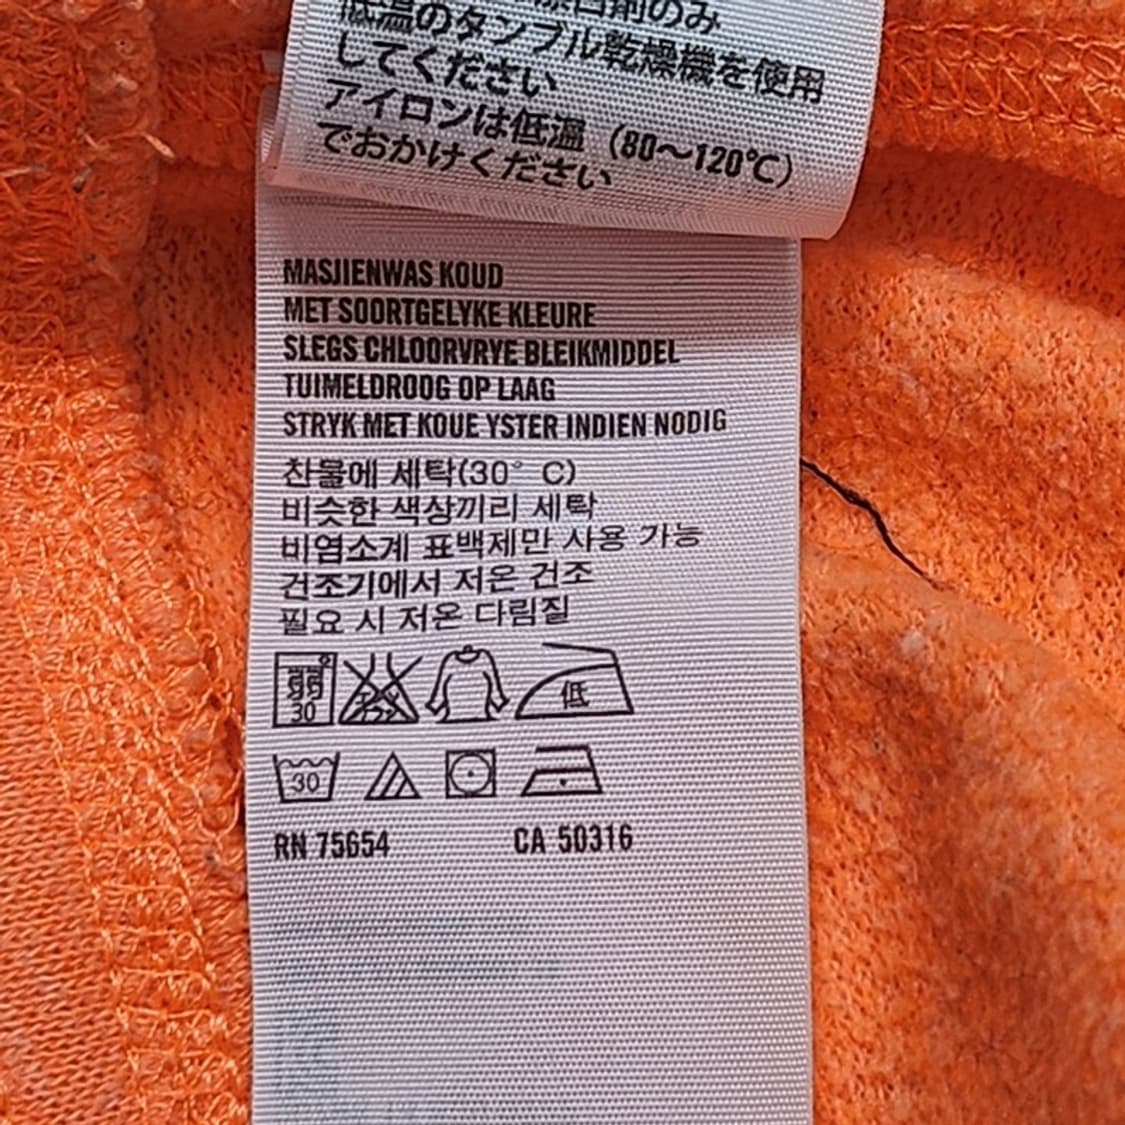 剤のみ
低温のタンブル乾燥機を使用
してください
アイロンは低温（80～120℃）
でおかけください
MASJIENWAS KOUD
MET SOORTGELYKE KLEURE
SLEGS CHLOORVRYE BLEIKMIDDEL
TUIMELDROOG OP LAAG
STRYK MET KOUE YSTER INDIEN NODIG
찬물에 세탁(30° C)
비슷한 색상끼리 세탁
비염소계 표백제만 사용 가능
건조기에서 저온 건조
필요 시 저온 다림질
30 低
30
RN 75654 CA 50316